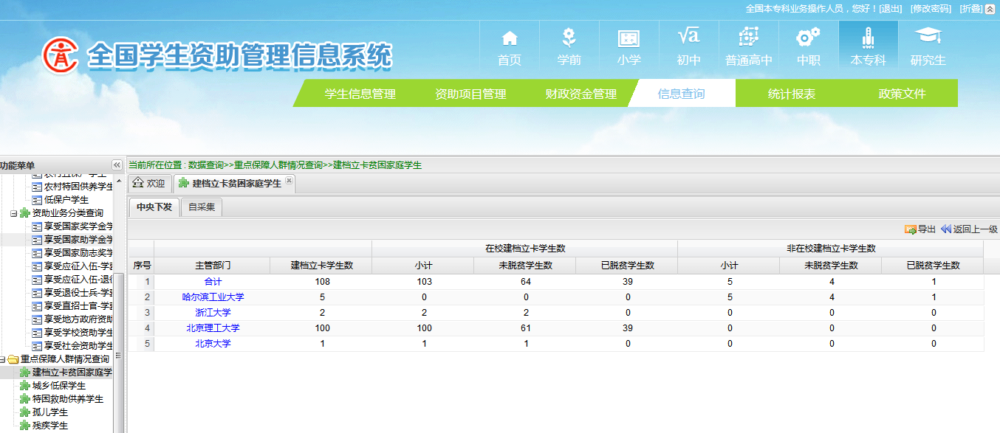 全国本专科业务操作人员，您好！[退出] [修改密码] [折叠]
全国学生资助管理信息系统
首页 学前 小学 初中 普通高中 中职 本专科 研究生
学生信息管理 资助项目管理 财政资金管理 信息查询 统计报表 政策文件
功能菜单
当前所在位置 : 数据查询>>重点保障人群情况查询>>建档立卡贫困家庭学生
欢迎 建档立卡贫困家庭学生
中央下发 自采集
导出 返回上一级
农村特困供养学生
低保户学生
资助业务分类查询
享受国家奖学金学
享受国家助学金学
享受国家励志奖学
享受应征入伍-学费
享受应征入伍-退役
享受退役士兵-学费
享受直招士官-学费
享受地方政府资助
享受学校资助学生
享受社会资助学生
重点保障人群情况查询
建档立卡贫困家庭学
城乡低保学生
特困救助供养学生
孤儿学生
残疾学生
在校建档立卡学生数 非在校建档立卡学生数
序号 主管部门 建档立卡学生数 小计 未脱贫学生数 已脱贫学生数 小计 未脱贫学生数 已脱贫学生数
1 合计 108 103 64 39 5 4 1
2 哈尔滨工业大学 5 0 0 0 5 4 1
3 浙江大学 2 2 2 0 0 0 0
4 北京理工大学 100 100 61 39 0 0 0
5 北京大学 1 1 1 0 0 0 0